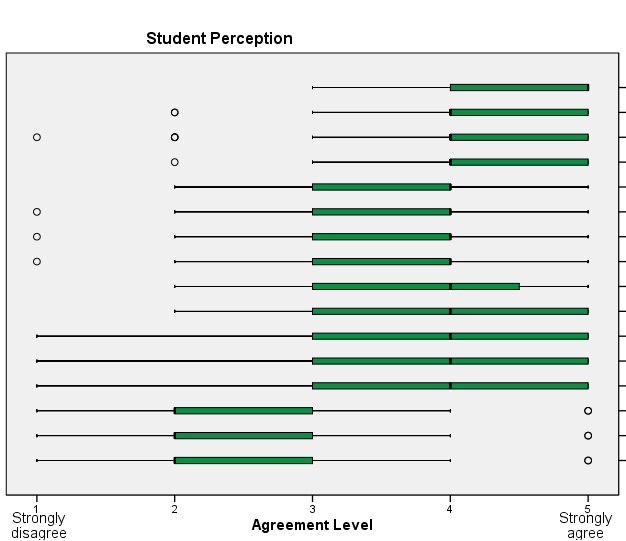 Student Perception
1 2 3 4 5
Strongly disagree
Strongly agree
Agreement Level